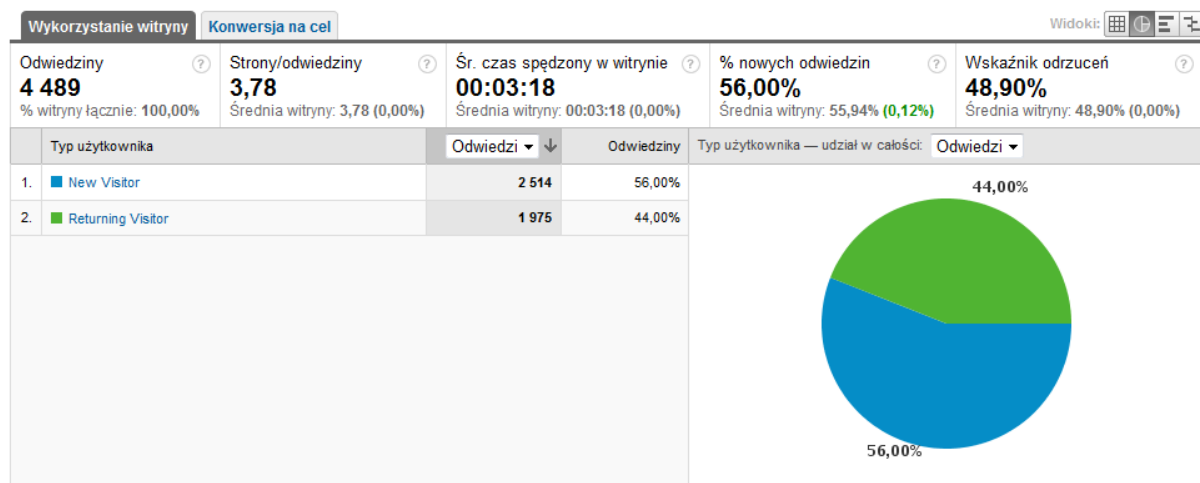 Wykorzystanie witryny Konwersja na cel Widoki:
Odwiedziny ? Strony/odwiedziny ? Śr. czas spędzony w witrynie ? % nowych odwiedzin ? Wskaźnik odrzuceń ?
4 489 3,78 00:03:18 56,00% 48,90%
% witryny łącznie: 100,00% Średnia witryny: 3,78 (0,00%) Średnia witryny: 00:03:18 (0,00%) Średnia witryny: 55,94% (0,12%) Średnia witryny: 48,90% (0,00%)
Typ użytkownika Odwiedzi Odwiedziny Typ użytkownika — udział w całości: Odwiedzi
1. New Visitor 2 514 56,00%
2. Returning Visitor 1 975 44,00%
44,00%
56,00%